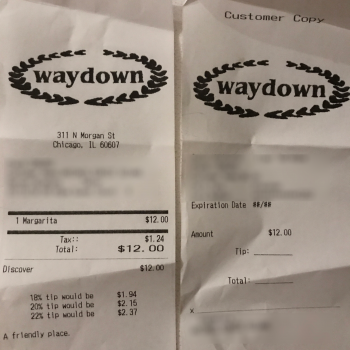 waydown
311 N Morgan St
Chicago, IL 60607
1 Margarita $12.00
Tax:: $1.24
Total: $12.00
Discover $12.00
18% tip would be $1.94
20% tip would be $2.15
22% tip would be $2.37
A friendly place.
Customer Copy
waydown
Expiration Date ##/##
Amount $12.00
Tip:
Total:
x